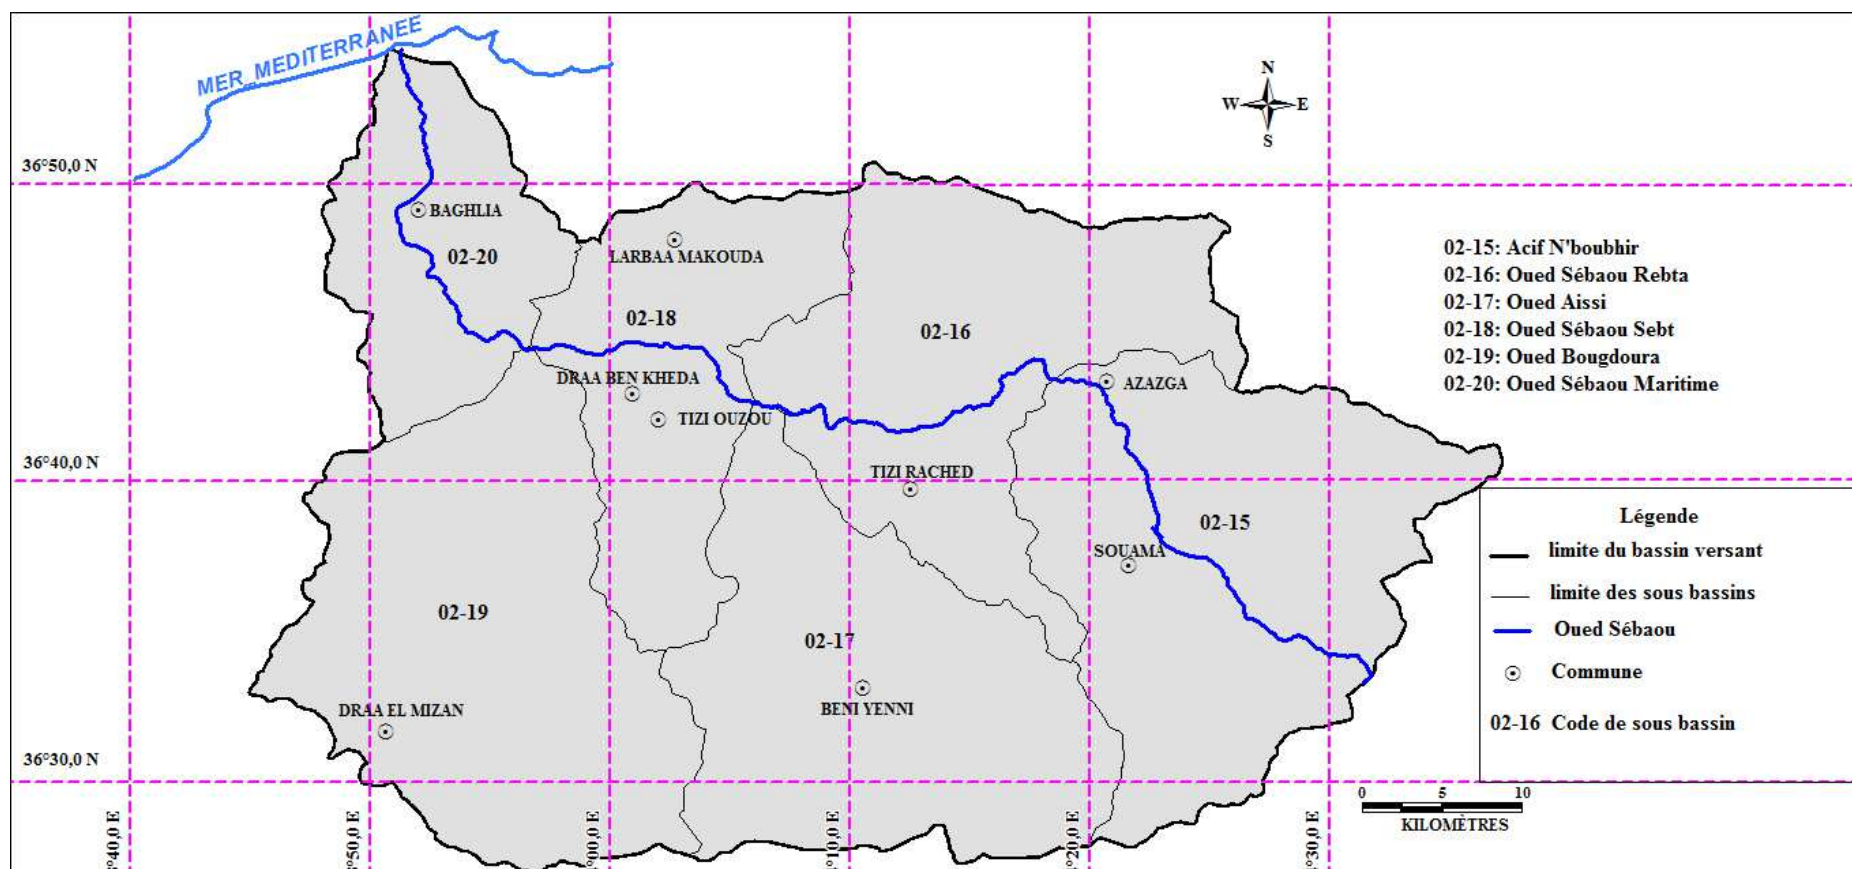 MER_MEDITERRANEE
N
W E
S
36°50,0 N
BAGHLIA
02-20
LARBAA MAKOUDA
02-18
02-16
DRAA BEN KHEDA
TIZI OUZOU
AZAZGA
02-15: Acif N'boubhir
02-16: Oued Sébaou Rebta
02-17: Oued Aissi
02-18: Oued Sébaou Sebt
02-19: Oued Bougdoura
02-20: Oued Sébaou Maritime
36°40,0 N
TIZI RACHED
02-15
SOUAMA
02-19
02-17
DRAA EL MIZAN
BENI YENNI
Légende
limite du bassin versant
limite des sous bassins
Oued Sébaou
Commune
02-16 Code de sous bassin
36°30,0 N
0 5 10
KILOMÈTRES
°40,0 E
°50,0 E
°00,0 E
°10,0 E
°20,0 E
°30,0 E